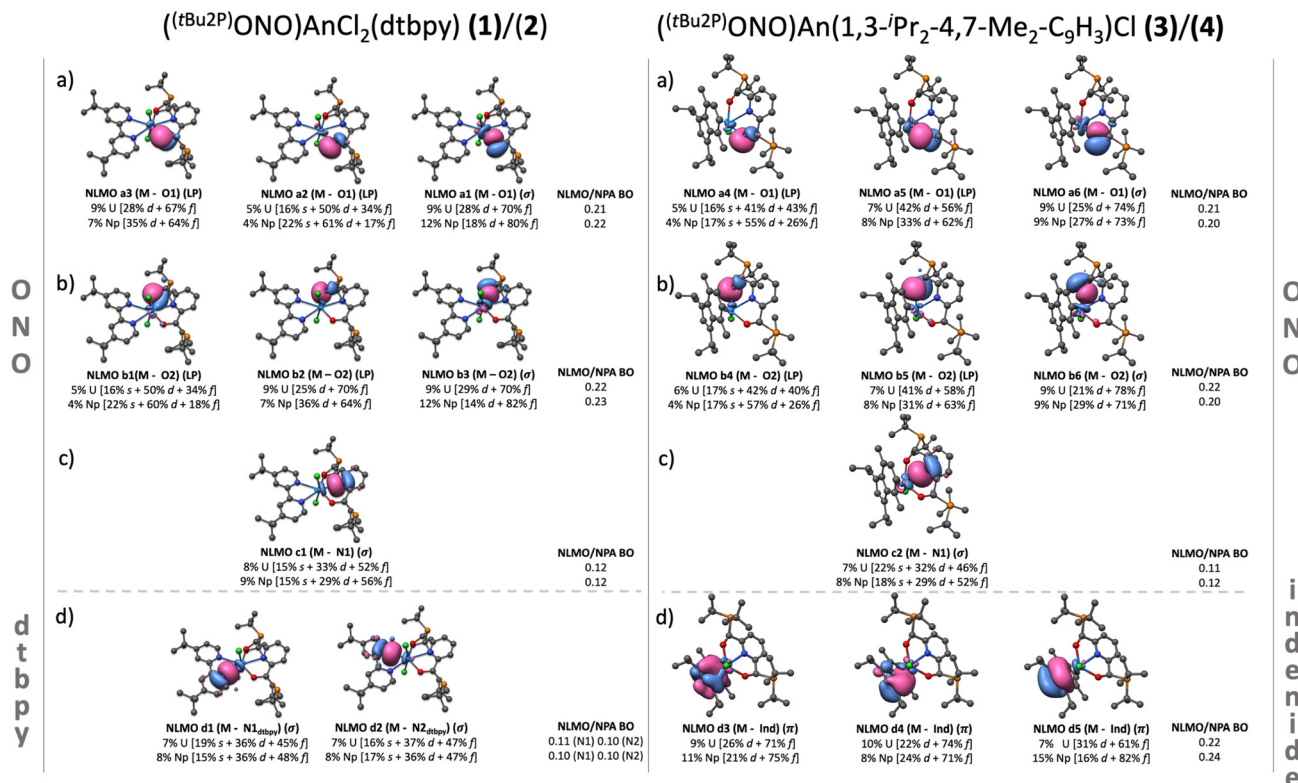 ((tBu2P)ONO)AnCl2(dtbpy) (1)/(2)
((tBu2P)ONO)An(1,3-iPr2-4,7-Me2-C9H3)Cl (3)/(4)
O
N
O
d
t
b
p
y
a)
NLMO a3 (M - O1) (LP)
9% U [28% d + 67% f]
7% Np [35% d + 64% f]
NLMO a2 (M - O1) (LP)
5% U [16% s + 50% d + 34% f]
4% Np [22% s + 61% d + 17% f]
NLMO a1 (M - O1) (σ)
9% U [28% d + 70% f]
12% Np [18% d + 80% f]
NLMO/NPA BO
0.21
0.22
b)
NLMO b1(M - O2) (LP)
5% U [16% s + 50% d + 34% f]
4% Np [22% s + 60% d + 18% f]
NLMO b2 (M – O2) (LP)
9% U [25% d + 70% f]
7% Np [36% d + 64% f]
NLMO b3 (M – O2) (σ)
9% U [29% d + 70% f]
12% Np [14% d + 82% f]
NLMO/NPA BO
0.22
0.23
c)
NLMO c1 (M - N1) (σ)
8% U [15% s + 33% d + 52% f]
9% Np [15% s + 29% d + 56% f]
NLMO/NPA BO
0.12
0.12
d)
NLMO d1 (M - N1dtbpy) (σ)
7% U [19% s + 36% d + 45% f]
8% Np [15% s + 36% d + 48% f]
NLMO d2 (M - N2dtbpy) (σ)
7% U [16% s + 37% d + 47% f]
8% Np [17% s + 36% d + 47% f]
NLMO/NPA BO
0.11 (N1) 0.10 (N2)
0.10 (N1) 0.10 (N2)
a)
NLMO a4 (M - O1) (LP)
5% U [16% s + 41% d + 43% f]
4% Np [17% s + 55% d + 26% f]
NLMO a5 (M - O1) (LP)
7% U [42% d + 56% f]
8% Np [33% d + 62% f]
NLMO a6 (M - O1) (σ)
9% U [25% d + 74% f]
9% Np [27% d + 73% f]
NLMO/NPA BO
0.21
0.20
b)
NLMO b4 (M - O2) (LP)
6% U [17% s + 42% d + 40% f]
4% Np [17% s + 57% d + 26% f]
NLMO b5 (M - O2) (LP)
7% U [41% d + 58% f]
8% Np [31% d + 63% f]
NLMO b6 (M - O2) (σ)
9% U [21% d + 78% f]
9% Np [29% d + 71% f]
NLMO/NPA BO
0.22
0.20
c)
NLMO c2 (M - N1) (σ)
7% U [22% s + 32% d + 46% f]
8% Np [18% s + 29% d + 52% f]
NLMO/NPA BO
0.11
0.12
d)
NLMO d3 (M - Ind) (π)
9% U [26% d + 71% f]
11% Np [21% d + 75% f]
NLMO d4 (M - Ind) (π)
10% U [22% d + 74% f]
8% Np [24% d + 71% f]
NLMO d5 (M - Ind) (π)
7% U [31% d + 61% f]
15% Np [16% d + 82% f]
NLMO/NPA BO
0.22
0.24
O
N
O
i
n
d
e
n
i
d
e